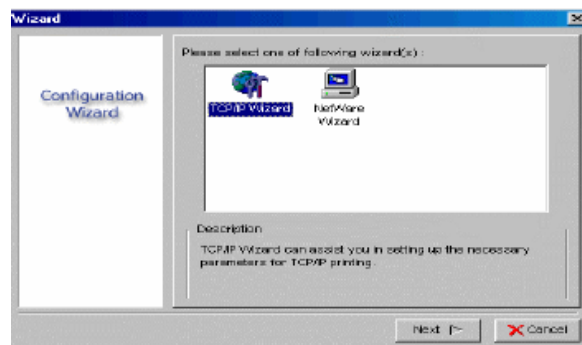 Wizard
Configuration
Wizard
Please select one of following wizard(s) :
TCP/IP Wizard
NetWare
Wizard
Description
TCP/IP Wizard can assist you in setting up the necessary
parameters for TCP/IP printing.
Next
Cancel